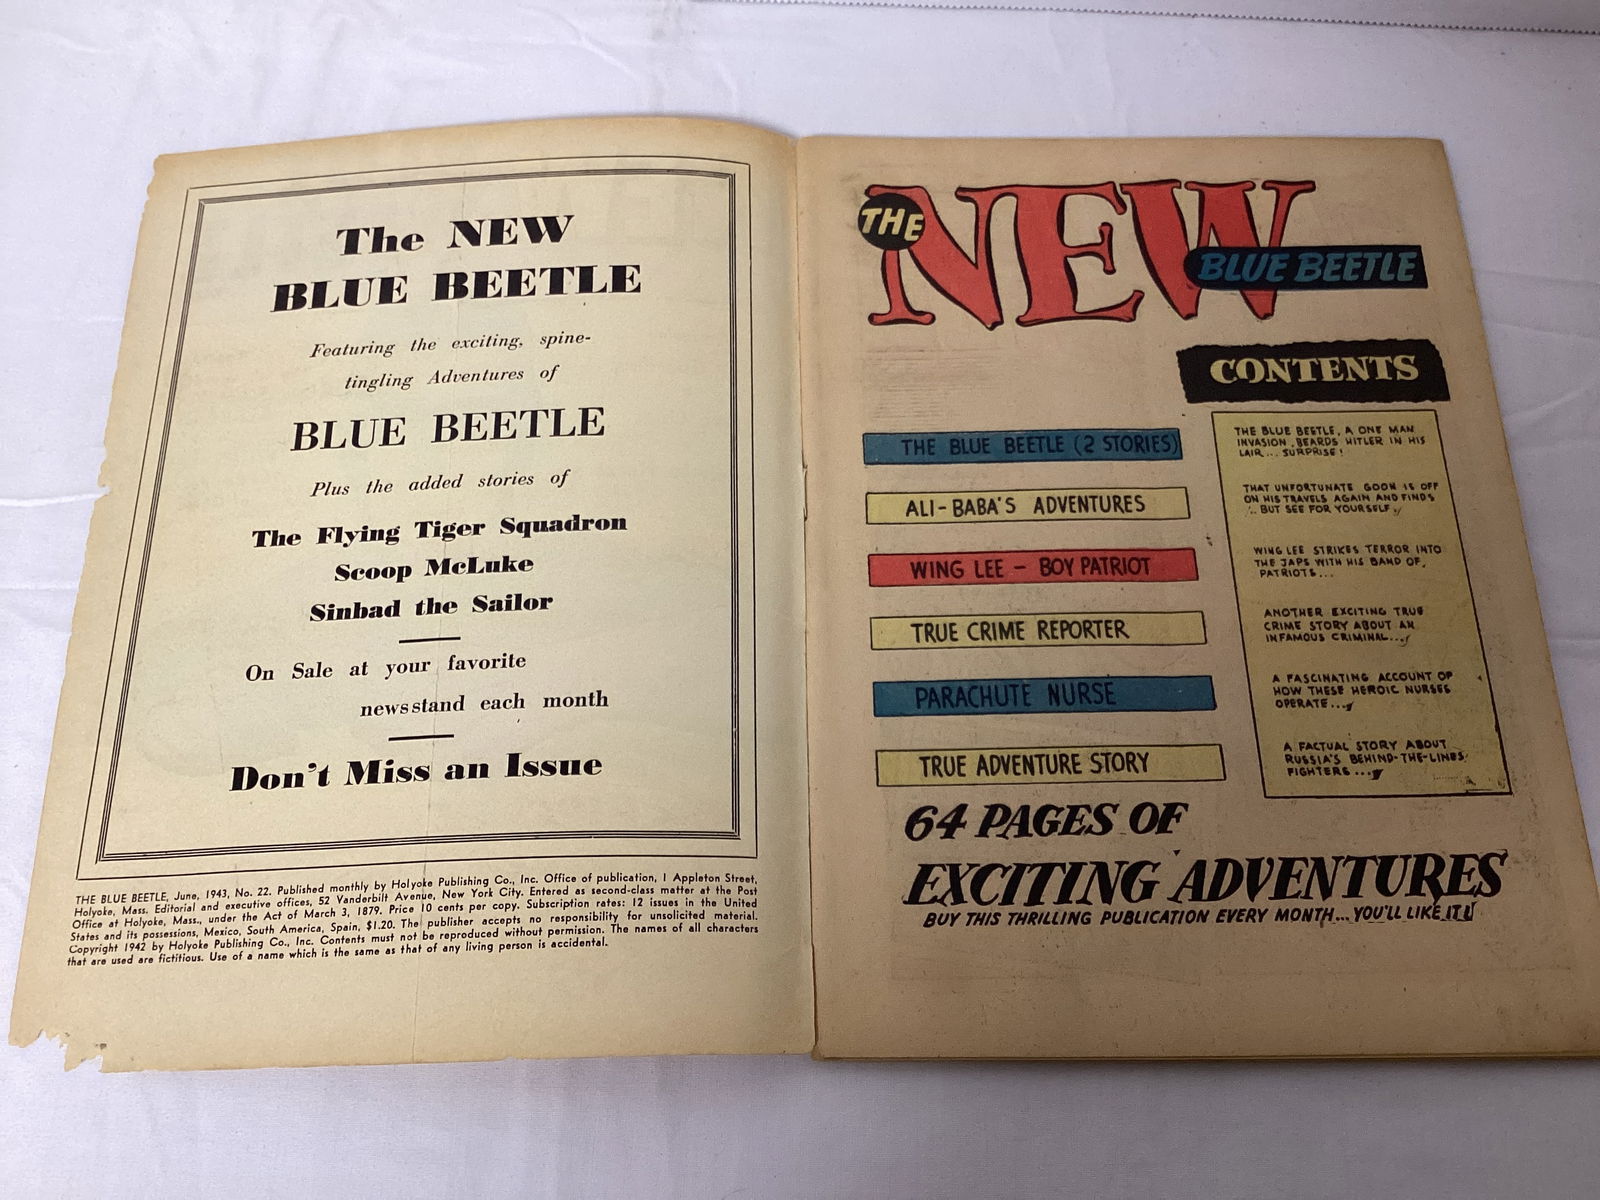 The NEW
BLUE BEETLE
Featuring the exciting, spine-
tingling Adventures of
BLUE BEETLE
Plus the added stories of
The Flying Tiger Squadron
Scoop McLuke
Sinbad the Sailor
On Sale at your favorite
newsstand each month
Don't Miss an Issue
THE BLUE BEETLE, June, 1943, No. 22. Published monthly by Holyoke Publishing Co., Inc. Office of publication, 1 Appleton Street,
Holyoke, Mass. Editorial and executive offices, 52 Vanderbilt Avenue, New York City. Entered as second-class matter at the Post
Office at Holyoke, Mass., under the Act of March 3, 1879. Price 10 cents per copy. Subscription rates: 12 issues in the United
States and its possessions, Mexico, South America, Spain, $1.20. The publisher accepts no responsibility for unsolicited material.
Copyright 1942 by Holyoke Publishing Co., Inc. Contents must not be reproduced without permission. The names of all characters
that are used are fictitious. Use of a name which is the same as that of any living person is accidental.
THE NEW
BLUE BEETLE
CONTENTS
THE BLUE BEETLE (2 STORIES)
THE BLUE BEETLE, A ONE MAN
INVASION, BEARDS HITLER IN HIS
LAIR... SURPRISE!
ALI-BABA'S ADVENTURES
THAT UNFORTUNATE GOON IS OFF
ON HIS TRAVELS AGAIN AND FINDS
... BUT SEE FOR YOURSELF,
WING LEE - BOY PATRIOT
WING LEE STRIKES TERROR INTO
THE JAPS WITH HIS BAND OF
PATRIOTS...
TRUE CRIME REPORTER
ANOTHER EXCITING TRUE
CRIME STORY ABOUT AN
INFAMOUS CRIMINAL...
PARACHUTE NURSE
A FASCINATING ACCOUNT OF
HOW THESE HEROIC NURSES
OPERATE...
TRUE ADVENTURE STORY
A FACTUAL STORY ABOUT
RUSSIA'S BEHIND-THE-LINES
FIGHTERS...
64 PAGES OF
EXCITING ADVENTURES
BUY THIS THRILLING PUBLICATION EVERY MONTH... YOU'LL LIKE IT!